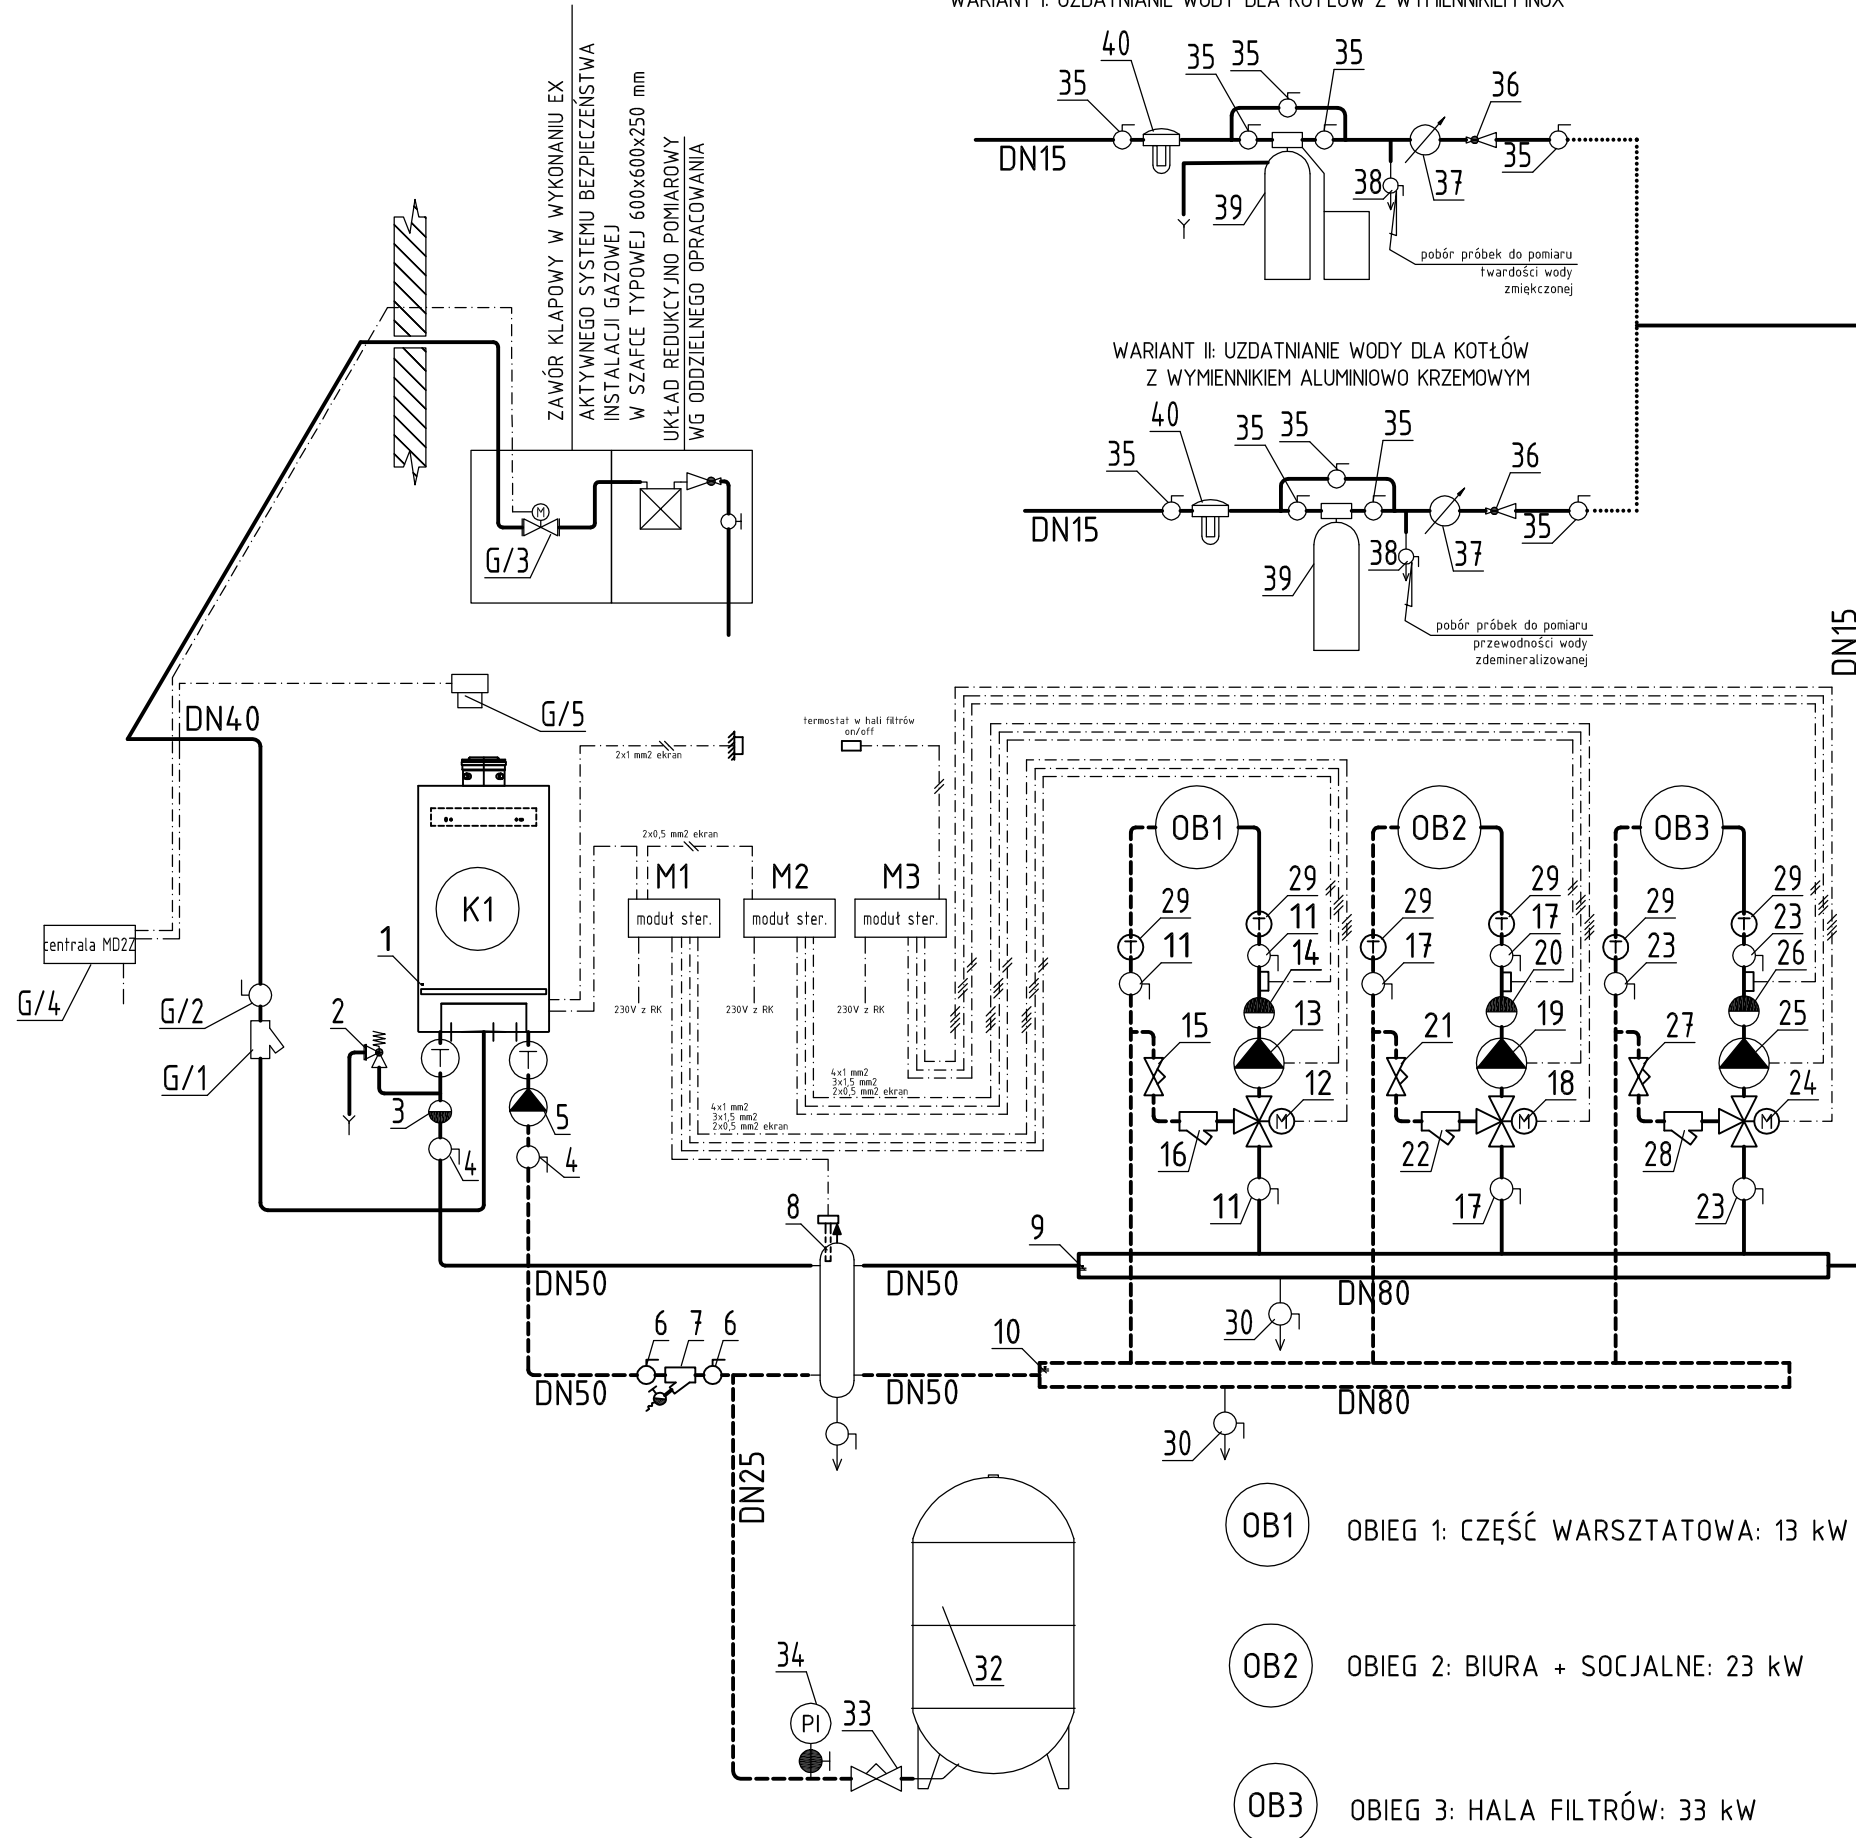 WARIANT I: UZDATNIANIE WODY DLA KOTŁÓW Z WYMIENNIKIEM INOX
40
35
35
35
35
36
DN15
35
38
37
39
pobór próbek do pomiaru
twardości wody
zmiękczonej
ZAWÓR KLAPOWY W WYKONANIU EX
AKTYWNEGO SYSTEMU BEZPIECZEŃSTWA
INSTALACJI GAZOWEJ
W SZAFCE TYPOWEJ 600x600x250 mm
UKŁAD REDUKCYJNO POMIAROWY
WG ODDZIELNEGO OPRACOWANIA
M
G/3
WARIANT II: UZDATNIANIE WODY DLA KOTŁÓW
Z WYMIENNIKIEM ALUMINIOWO KRZEMOWYM
40
35
35
35
35
36
DN15
35
38
37
39
pobór próbek do pomiaru
przewodności wody
zdemineralizowanej
DN15
DN40
G/5
2x1 mm2 ekran
termostat w hali filtrów
on/off
2x0,5 mm2 ekran
M1
M2
M3
moduł ster.
moduł ster.
moduł ster.
230V z RK
230V z RK
230V z RK
K1
1
centrala MD2Z
G/4
G/2
G/1
2
T
T
3
5
4
4
4x1 mm2
3x1,5 mm2
2x0,5 mm2 ekran
4x1 mm2
3x1,5 mm2
2x0,5 mm2 ekran
OB1
OB2
OB3
29
29
29
29
29
29
T
T
T
T
T
T
11
11
17
17
23
23
14
20
26
15
13
21
19
27
25
12
18
24
M
M
M
16
22
28
11
17
23
8
9
DN50
DN50
DN80
30
6
7
6
10
DN50
DN50
DN80
30
DN25
32
34
PI
33
OB1
OBIEG 1: CZĘŚĆ WARSZTATOWA: 13 kW
OB2
OBIEG 2: BIURA + SOCJALNE: 23 kW
OB3
OBIEG 3: HALA FILTRÓW: 33 kW